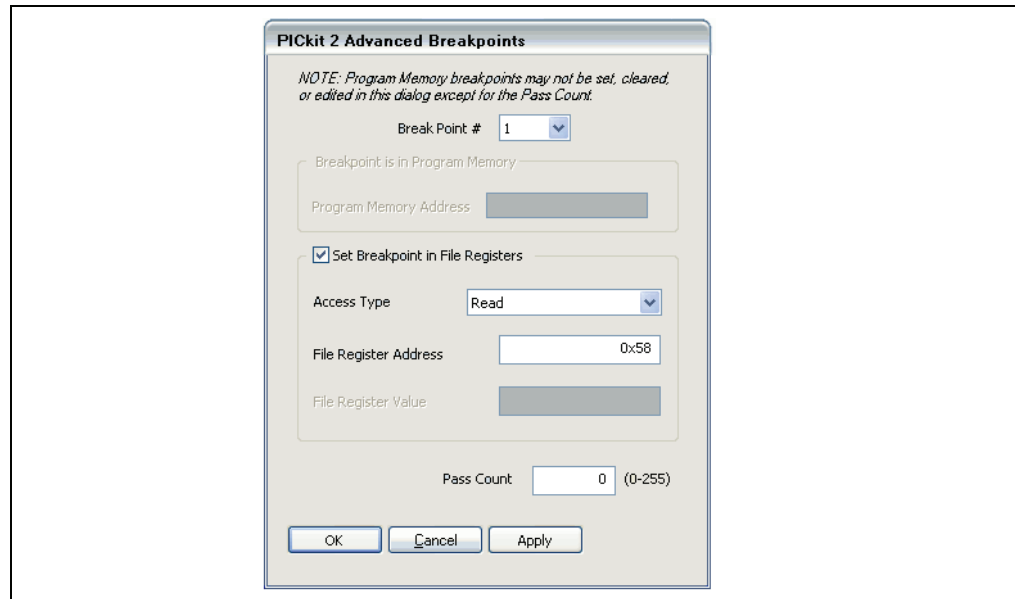 PICkit 2 Advanced Breakpoints
NOTE: Program Memory breakpoints may not be set, cleared,
or edited in this dialog except for the Pass Count.
Break Point # 1
Breakpoint is in Program Memory
Program Memory Address
Set Breakpoint in File Registers
Access Type Read
File Register Address 0x58
File Register Value
Pass Count 0 (0-255)
OK Cancel Apply